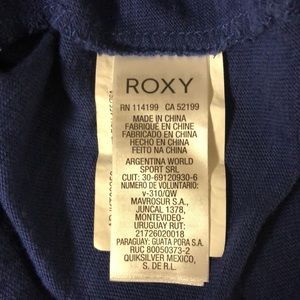 ROXY
RN 114199 CA 52199
MADE IN CHINA
FABRIQUÉ EN CHINE
FABRICADO EN CHINA
HECHO EN CHINA
FEITO NA CHINA
ARGENTINA WORLD
SPORT SRL
CUIT: 30-69120930-6
NUMERO DE VOLUNTARIO:
v-310/QW
MAVROSUR S.A.,
JUNCAL 1378,
MONTEVIDEO-
URUGUAY RUT:
21726020018
PARAGUAY: GUATA PORA S.A.
RUC 80050373-2
QUIKSILVER MEXICO,
S. DE R.L.